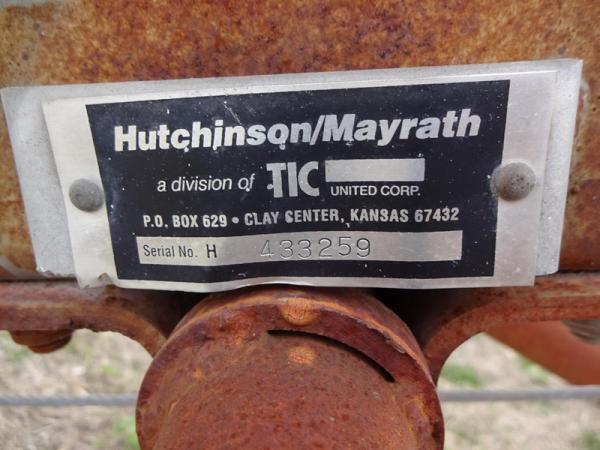 Hutchinson/Mayrath
a division of TIC UNITED CORP.
P.O. BOX 629 • CLAY CENTER, KANSAS 67432
Serial No. H 433259